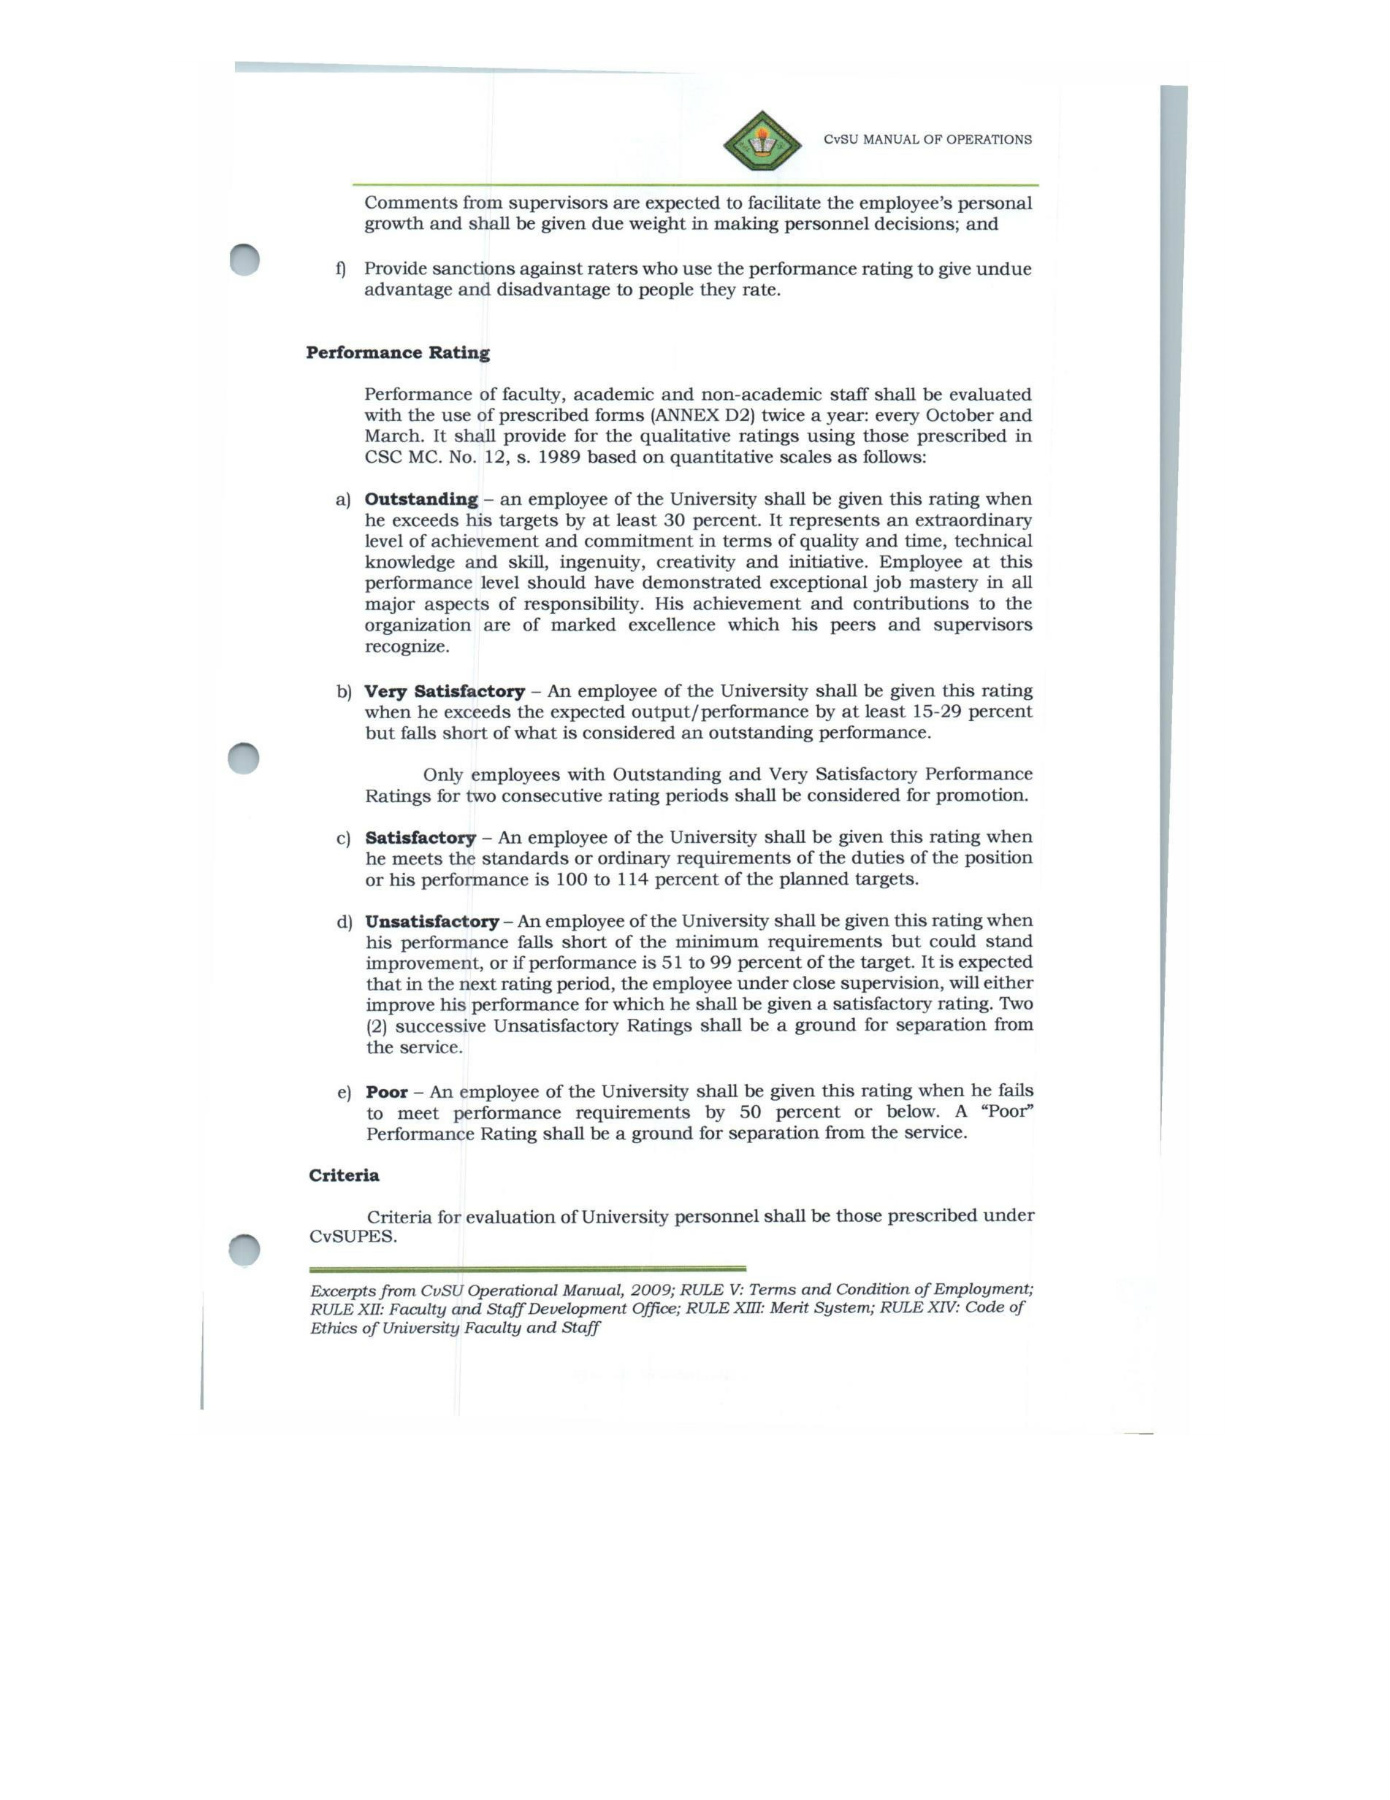 CvSU MANUAL OF OPERATIONS
Comments from supervisors are expected to facilitate the employee's personal
growth and shall be given due weight in making personnel decisions; and
f) Provide sanctions against raters who use the performance rating to give undue
advantage and disadvantage to people they rate.
Performance Rating
Performance of faculty, academic and non-academic staff shall be evaluated
with the use of prescribed forms (ANNEX D2) twice a year: every October and
March. It shall provide for the qualitative ratings using those prescribed in
CSC MC. No. 12, s. 1989 based on quantitative scales as follows:
a) Outstanding – an employee of the University shall be given this rating when
he exceeds his targets by at least 30 percent. It represents an extraordinary
level of achievement and commitment in terms of quality and time, technical
knowledge and skill, ingenuity, creativity and initiative. Employee at this
performance level should have demonstrated exceptional job mastery in all
major aspects of responsibility. His achievement and contributions to the
organization are of marked excellence which his peers and supervisors
recognize.
b) Very Satisfactory – An employee of the University shall be given this rating
when he exceeds the expected output/performance by at least 15-29 percent
but falls short of what is considered an outstanding performance.
Only employees with Outstanding and Very Satisfactory Performance
Ratings for two consecutive rating periods shall be considered for promotion.
c) Satisfactory – An employee of the University shall be given this rating when
he meets the standards or ordinary requirements of the duties of the position
or his performance is 100 to 114 percent of the planned targets.
d) Unsatisfactory – An employee of the University shall be given this rating when
his performance falls short of the minimum requirements but could stand
improvement, or if performance is 51 to 99 percent of the target. It is expected
that in the next rating period, the employee under close supervision, will either
improve his performance for which he shall be given a satisfactory rating. Two
(2) successive Unsatisfactory Ratings shall be a ground for separation from
the service.
e) Poor – An employee of the University shall be given this rating when he fails
to meet performance requirements by 50 percent or below. A “Poor”
Performance Rating shall be a ground for separation from the service.
Criteria
Criteria for evaluation of University personnel shall be those prescribed under
CvSUPES.
Excerpts from CvSU Operational Manual, 2009; RULE V: Terms and Condition of Employment;
RULE XII: Faculty and Staff Development Office; RULE XIII: Merit System; RULE XIV: Code of
Ethics of University Faculty and Staff